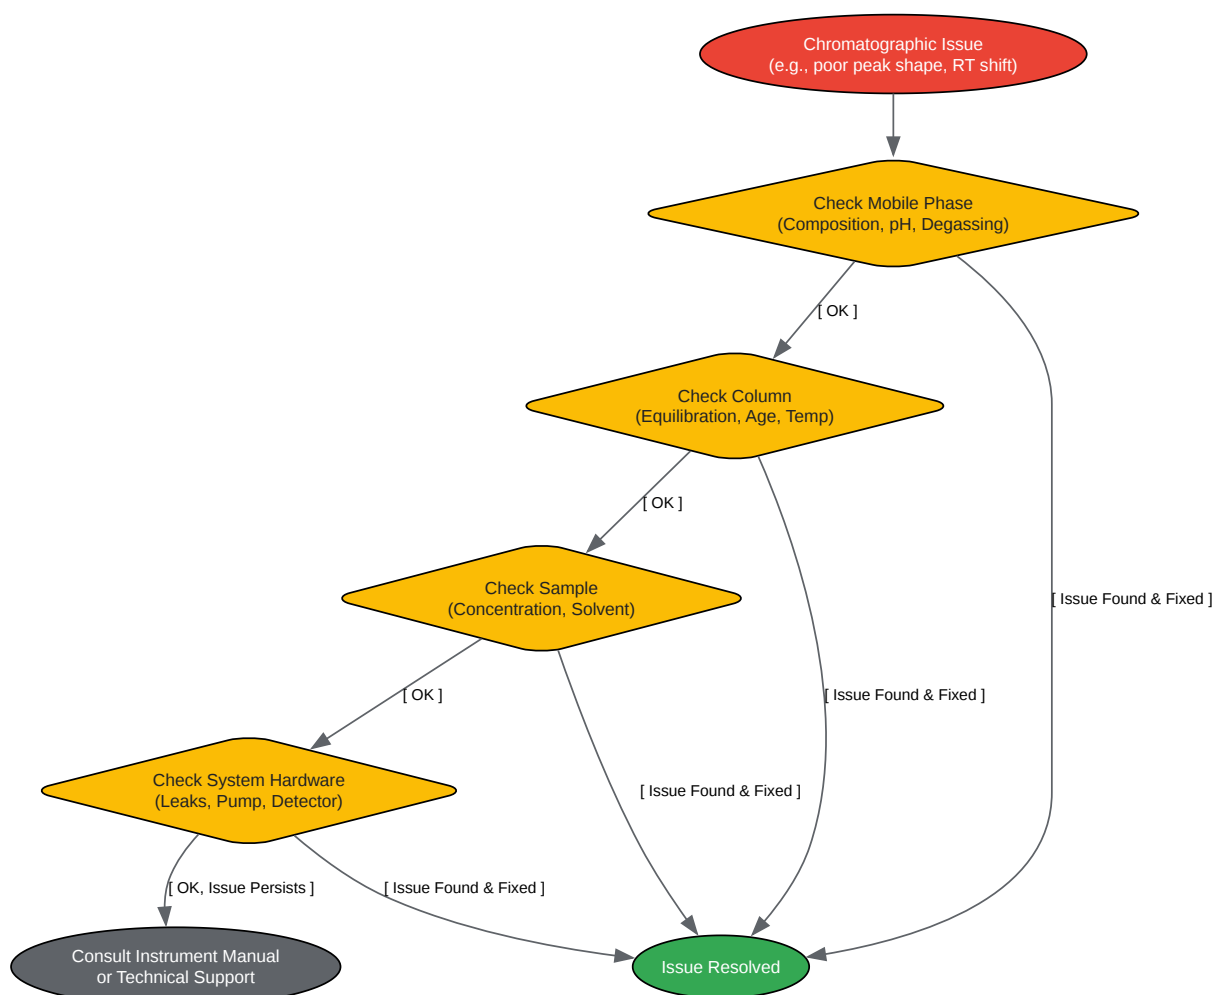 Chromatographic Issue
(e.g., poor peak shape, RT shift)
Check Mobile Phase
(Composition, pH, Degassing)
[ OK ]
Check Column
(Equilibration, Age, Temp)
[ OK ]
Check Sample
(Concentration, Solvent)
[ Issue Found & Fixed ]
[ OK ]
[ Issue Found & Fixed ]
Check System Hardware
(Leaks, Pump, Detector)
[ Issue Found & Fixed ]
[ OK, Issue Persists ]
[ Issue Found & Fixed ]
Consult Instrument Manual
or Technical Support
Issue Resolved